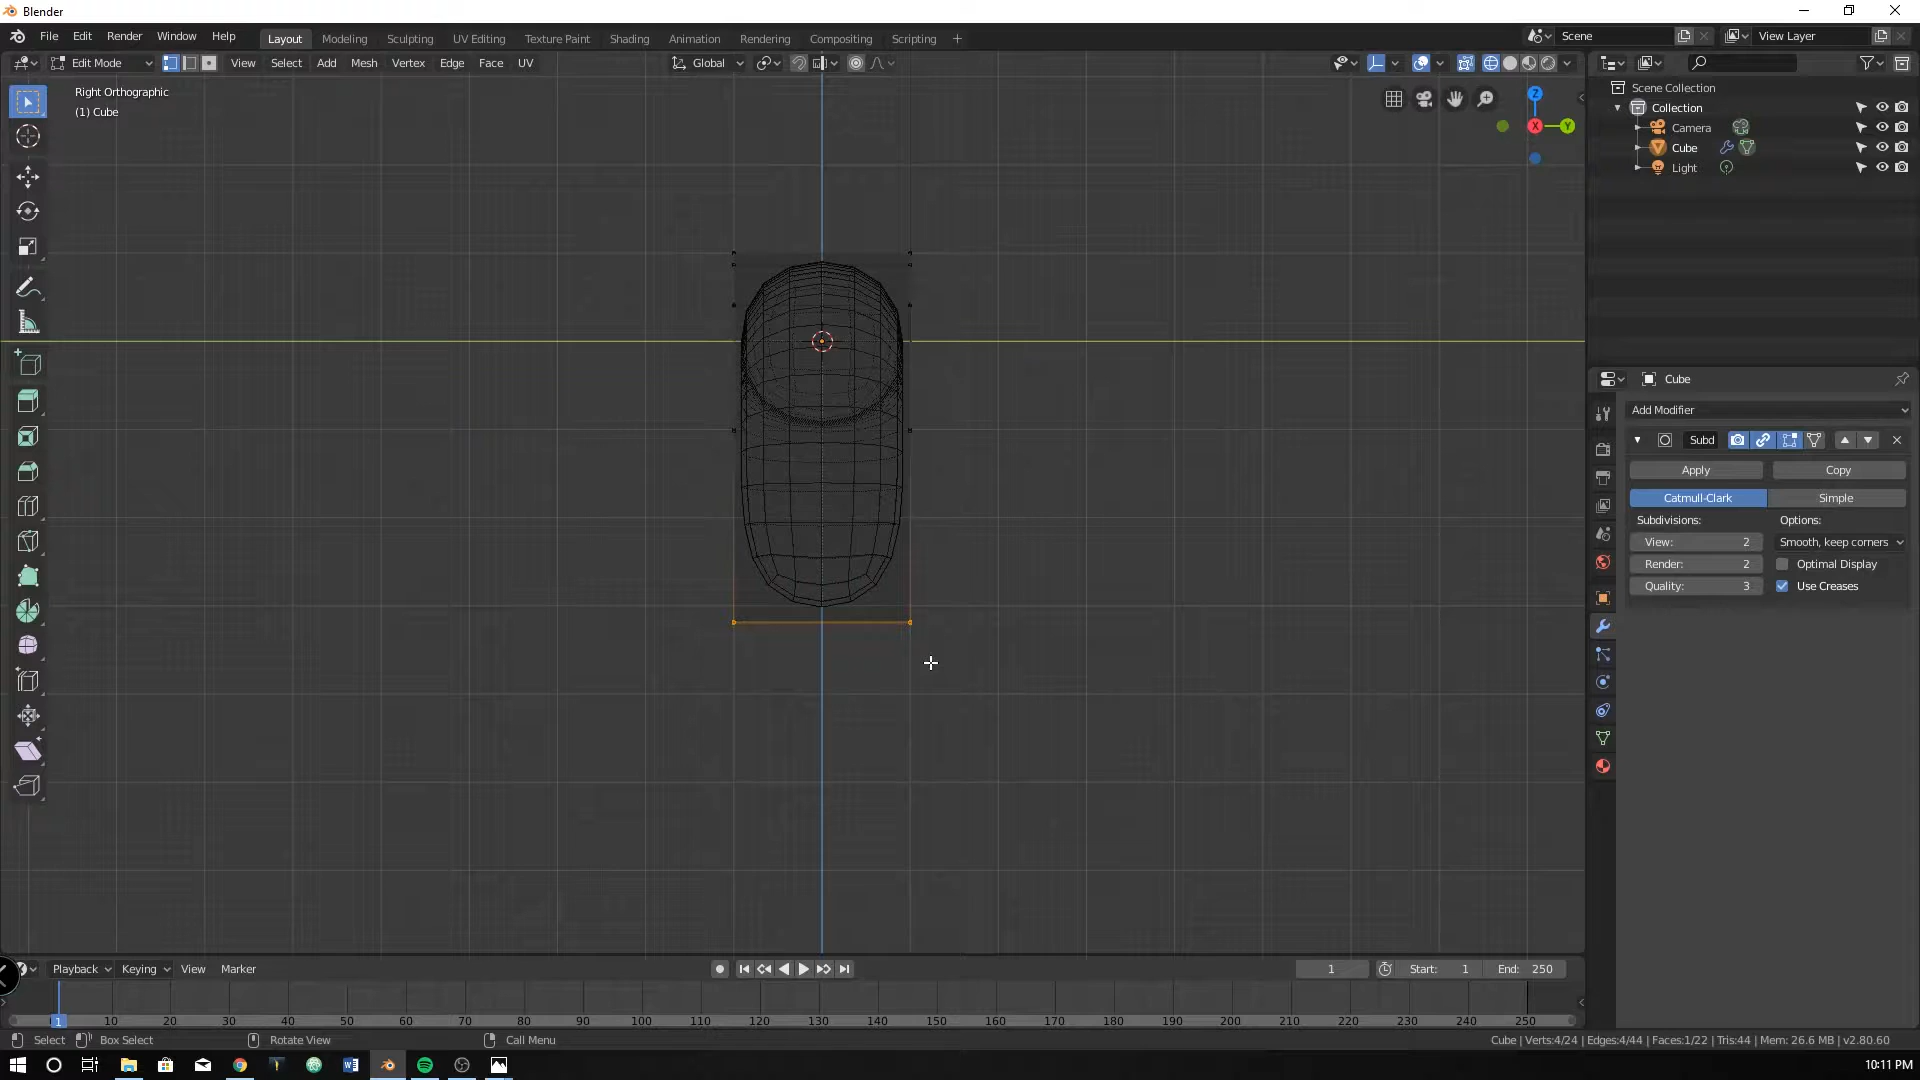 Blender
File Edit Render Window Help Layout Modeling Sculpting UV Editing Texture Paint Shading Animation Rendering Compositing Scripting + Scene View Layer
Edit Mode View Select Add Mesh Vertex Edge Face UV Global
Right Orthographic
(1) Cube
Z
X Y
Scene Collection
Collection
Camera
Cube
Light
Cube
Add Modifier
Subd
Apply Copy
Catmull-Clark Simple
Subdivisions: Options:
View: 2 Smooth, keep corners
Render: 2 Optimal Display
Quality: 3 Use Creases
Playback Keying View Marker 1 Start: 1 End: 250
1 10 20 30 40 50 60 70 80 90 100 110 120 130 140 150 160 170 180 190 200 210 220 230 240 250
Select Box Select Rotate View Call Menu Cube | Verts:4/24 | Edges:4/44 | Faces:1/22 | Tris:44 | Mem: 26.6 MB | v2.80.60
10:11 PM